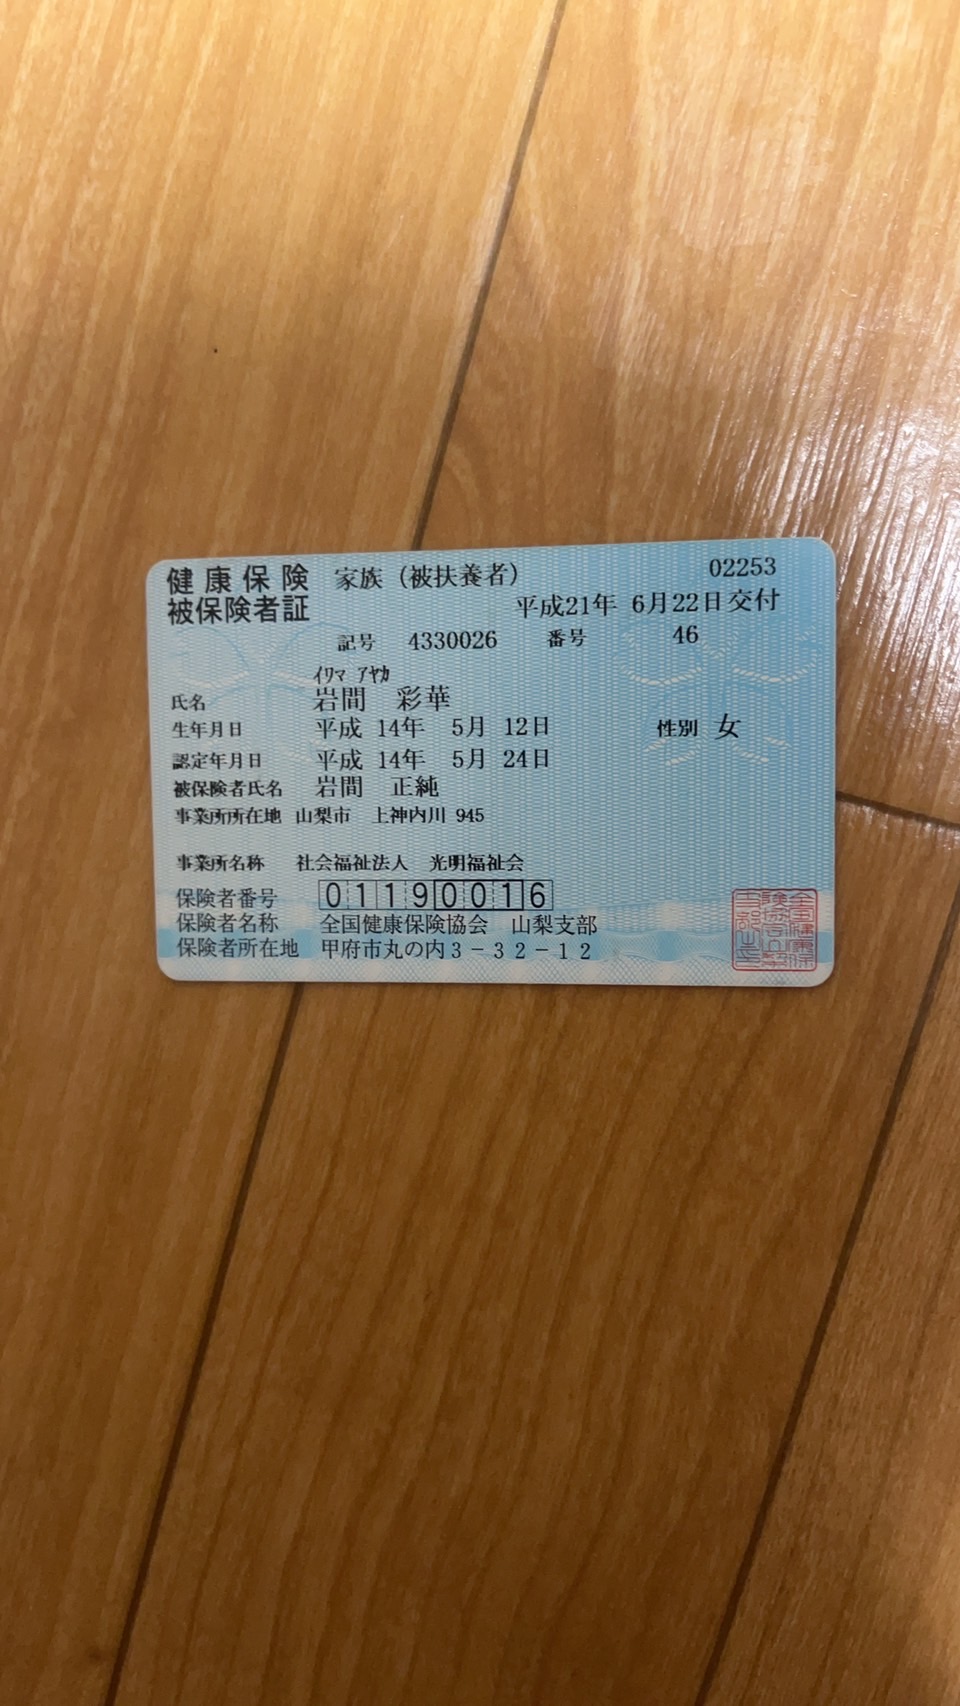 健康保険 家族（被扶養者） 02253
被保険者証 平成21年 6月22日交付
記号 4330026 番号 46
ｲﾜﾏ ｱﾔｶ
氏名 岩間 彩華
生年月日 平成 14年 5月 12日 性別 女
認定年月日 平成 14年 5月 24日
被保険者氏名 岩間 正純
事業所所在地 山梨市 上神内川 945
事業所名称 社会福祉法人 光明福祉会
保険者番号 01190016
保険者名称 全国健康保険協会 山梨支部
保険者所在地 甲府市丸の内３－３２－１２